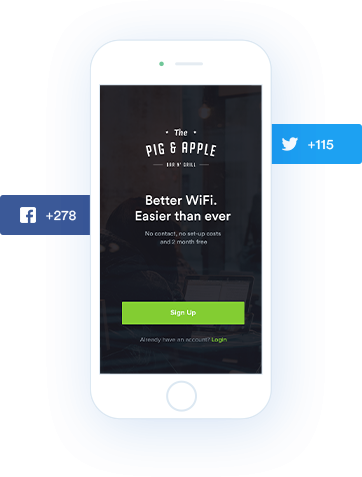 The
PIG & APPLE
BAR N' GRILL
+115
Better WiFi.
Easier than ever
+278
No contact, no set-up costs
and 2 month free
Sign Up
Already have an account? Login